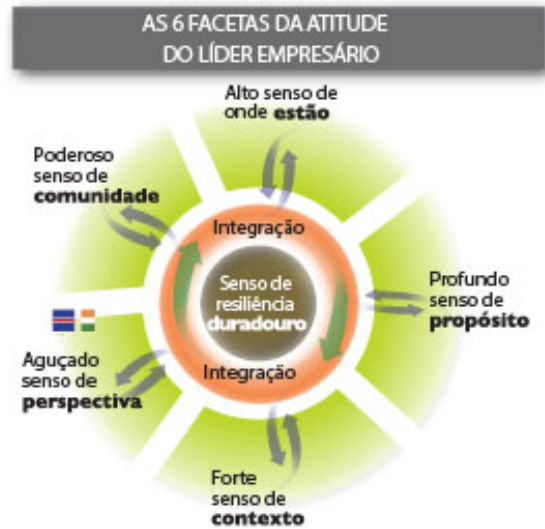 AS 6 FACETAS DA ATITUDE
DO LÍDER EMPRESÁRIO
Alto senso de
onde estão
Poderoso
senso de
comunidade
Integração
Senso de
resiliência
duradouro
Profundo
senso de
propósito
Aguçado
senso de
perspectiva
Integração
Forte
senso de
contexto